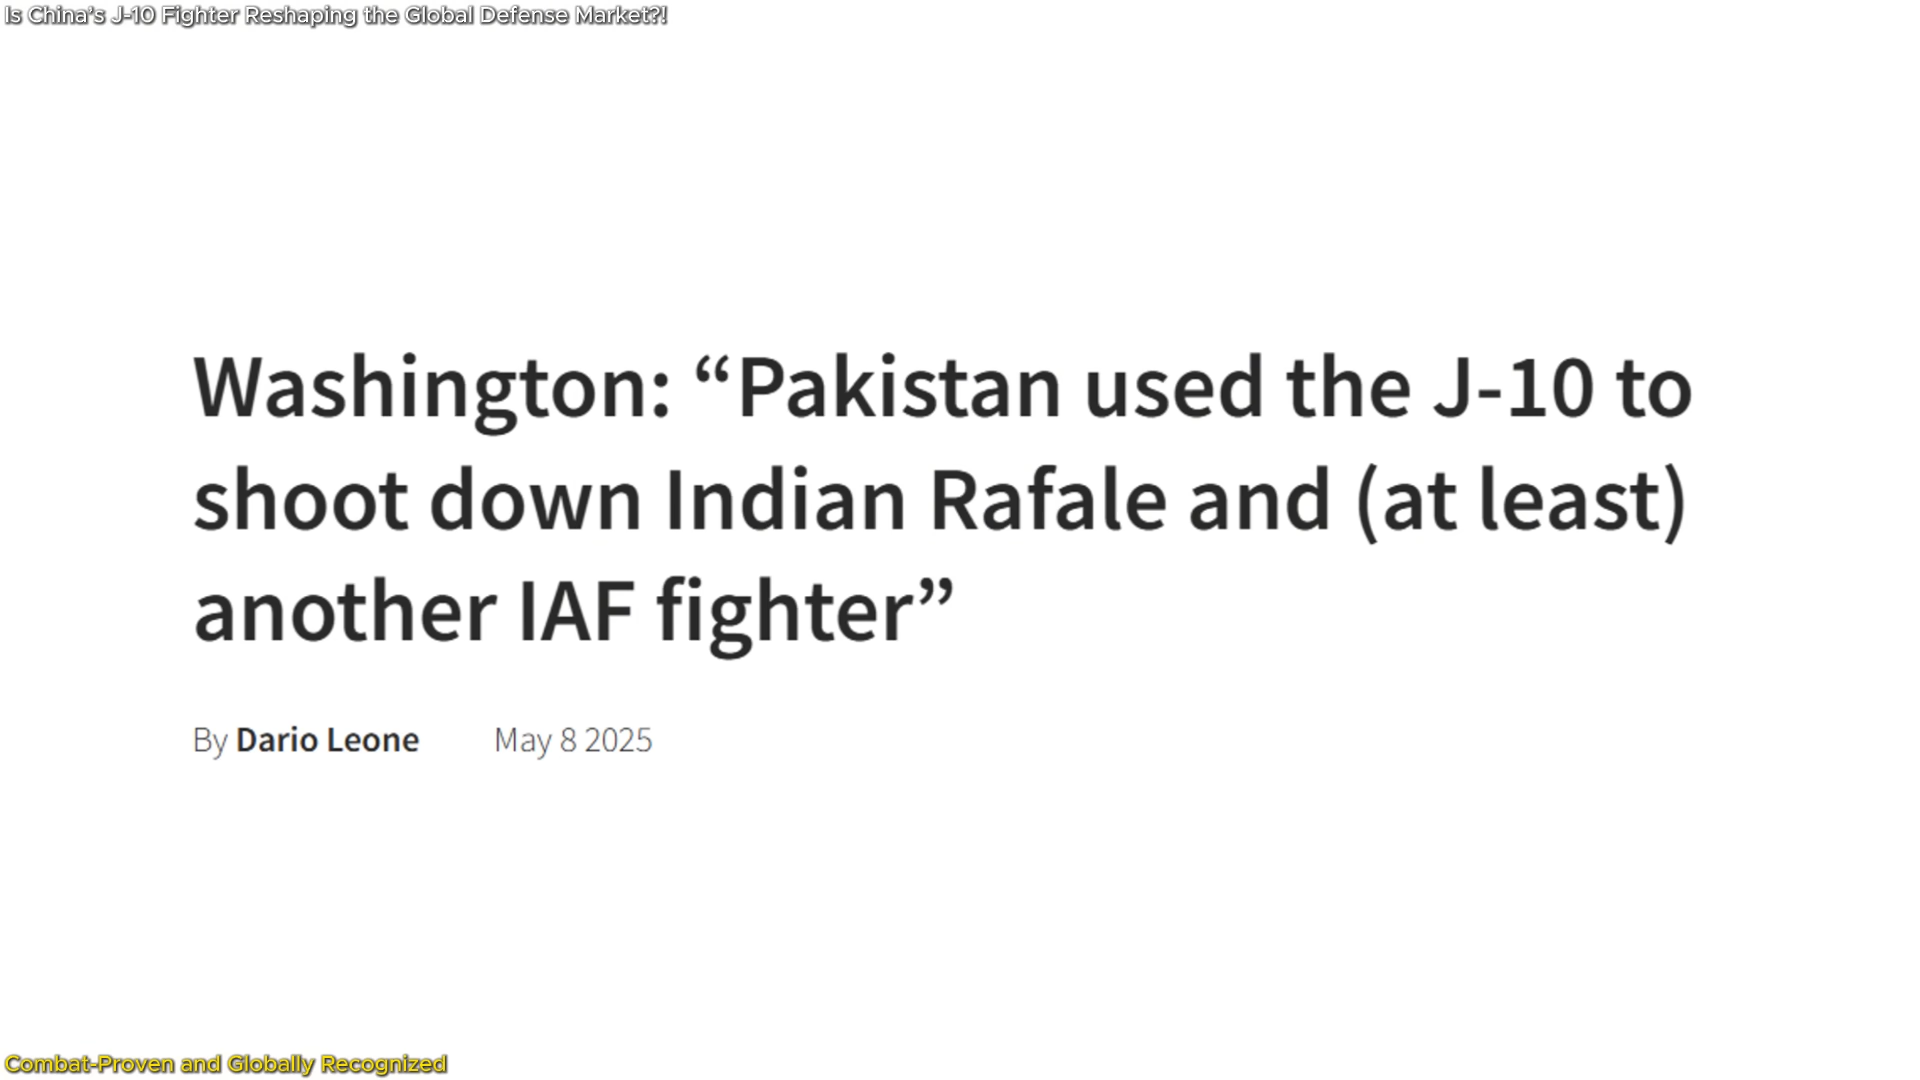 Is China's J-10 Fighter Reshaping the Global Defense Market?!
Washington: “Pakistan used the J-10 to
shoot down Indian Rafale and (at least)
another IAF fighter”
By Dario Leone May 8 2025
Combat-Proven and Globally Recognized